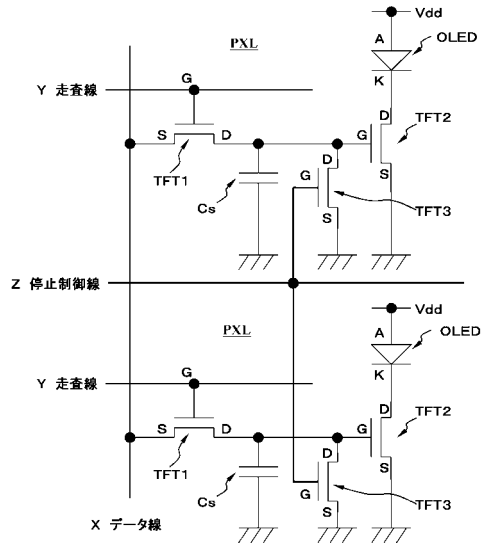 Vdd
A
OLED
PXL
K
Y 走査線
G
D
TFT2
S
D
G
D
S
TFT1
Cs
G
TFT3
S
Z 停止制御線
Vdd
PXL
A
OLED
K
Y 走査線
G
D
TFT2
S
D
G
D
S
TFT1
G
Cs
TFT3
S
X データ線